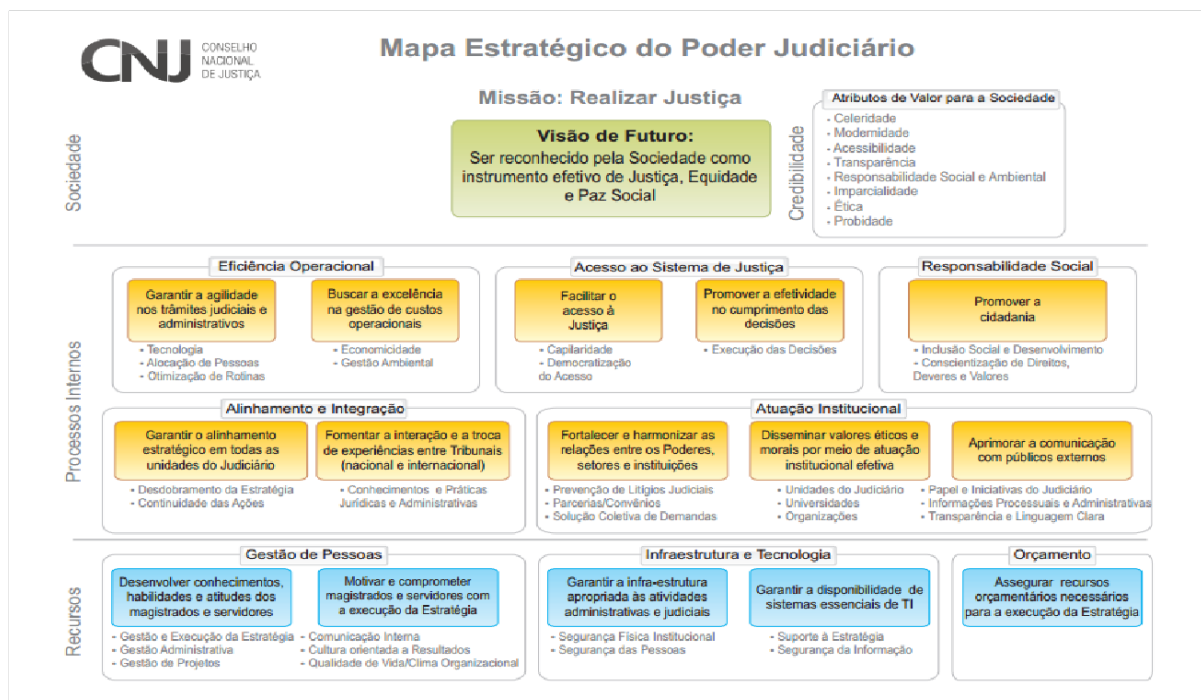 CNJ
CONSELHO
NACIONAL
DE JUSTIÇA
Mapa Estratégico do Poder Judiciário
Missão: Realizar Justiça
Sociedade
Visão de Futuro:
Ser reconhecido pela Sociedade como
instrumento efetivo de Justiça, Equidade
e Paz Social
Credibilidade
Atributos de Valor para a Sociedade
- Celeridade
- Modernidade
- Acessibilidade
- Transparência
- Responsabilidade Social e Ambiental
- Imparcialidade
- Ética
- Probidade
Processos Internos
Eficiência Operacional
Garantir a agilidade
nos trâmites judiciais e
administrativos
- Tecnologia
- Alocação de Pessoas
- Otimização de Rotinas
Buscar a excelência
na gestão de custos
operacionais
- Economicidade
- Gestão Ambiental
Acesso ao Sistema de Justiça
Facilitar o
acesso à
Justiça
- Capilaridade
- Democratização
do Acesso
Promover a efetividade
no cumprimento das
decisões
- Execução das Decisões
Responsabilidade Social
Promover a
cidadania
- Inclusão Social e Desenvolvimento
- Conscientização de Direitos,
Deveres e Valores
Alinhamento e Integração
Garantir o alinhamento
estratégico em todas as
unidades do Judiciário
- Desdobramento da Estratégia
- Continuidade das Ações
Fomentar a interação e a troca
de experiências entre Tribunais
(nacional e internacional)
- Conhecimentos e Práticas
Jurídicas e Administrativas
Atuação Institucional
Fortalecer e harmonizar as
relações entre os Poderes,
setores e instituições
- Prevenção de Litígios Judiciais
- Parcerias/Convênios
- Solução Coletiva de Demandas
Disseminar valores éticos e
morais por meio de atuação
institucional efetiva
- Unidades do Judiciário
- Universidades
- Organizações
Aprimorar a comunicação
com públicos externos
- Papel e Iniciativas do Judiciário
- Informações Processuais e Administrativas
- Transparência e Linguagem Clara
Recursos
Gestão de Pessoas
Desenvolver conhecimentos,
habilidades e atitudes dos
magistrados e servidores
- Gestão e Execução da Estratégia
- Gestão Administrativa
- Gestão de Projetos
Motivar e comprometer
magistrados e servidores com
a execução da Estratégia
- Comunicação Interna
- Cultura orientada a Resultados
- Qualidade de Vida/Clima Organizacional
Infraestrutura e Tecnologia
Garantir a infra-estrutura
apropriada às atividades
administrativas e judiciais
- Segurança Física Institucional
- Segurança das Pessoas
Garantir a disponibilidade de
sistemas essenciais de TI
- Suporte à Estratégia
- Segurança da Informação
Orçamento
Assegurar recursos
orçamentários necessários
para a execução da Estratégia